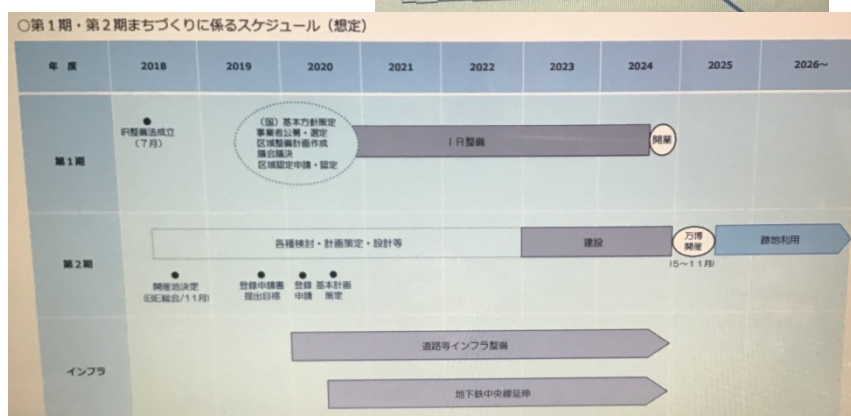 ○第1期・第2期まちづくりに係るスケジュール（想定）
年 度 2018 2019 2020 2021 2022 2023 2024 2025 2026～
第1期
IR整備法成立
（7月）
（国）基本方針策定
事業者公募・選定
区域整備計画作成
議会議決
区域認定申請・認定
ＩＲ整備
開業
第2期
各種検討・計画策定・設計等
建設
万博
開催
(5～11月)
跡地利用
開催地決定
(BIE総会/11月)
登録申請書
提出目標
登録
申請
基本計画
策定
インフラ
道路等インフラ整備
地下鉄中央線延伸